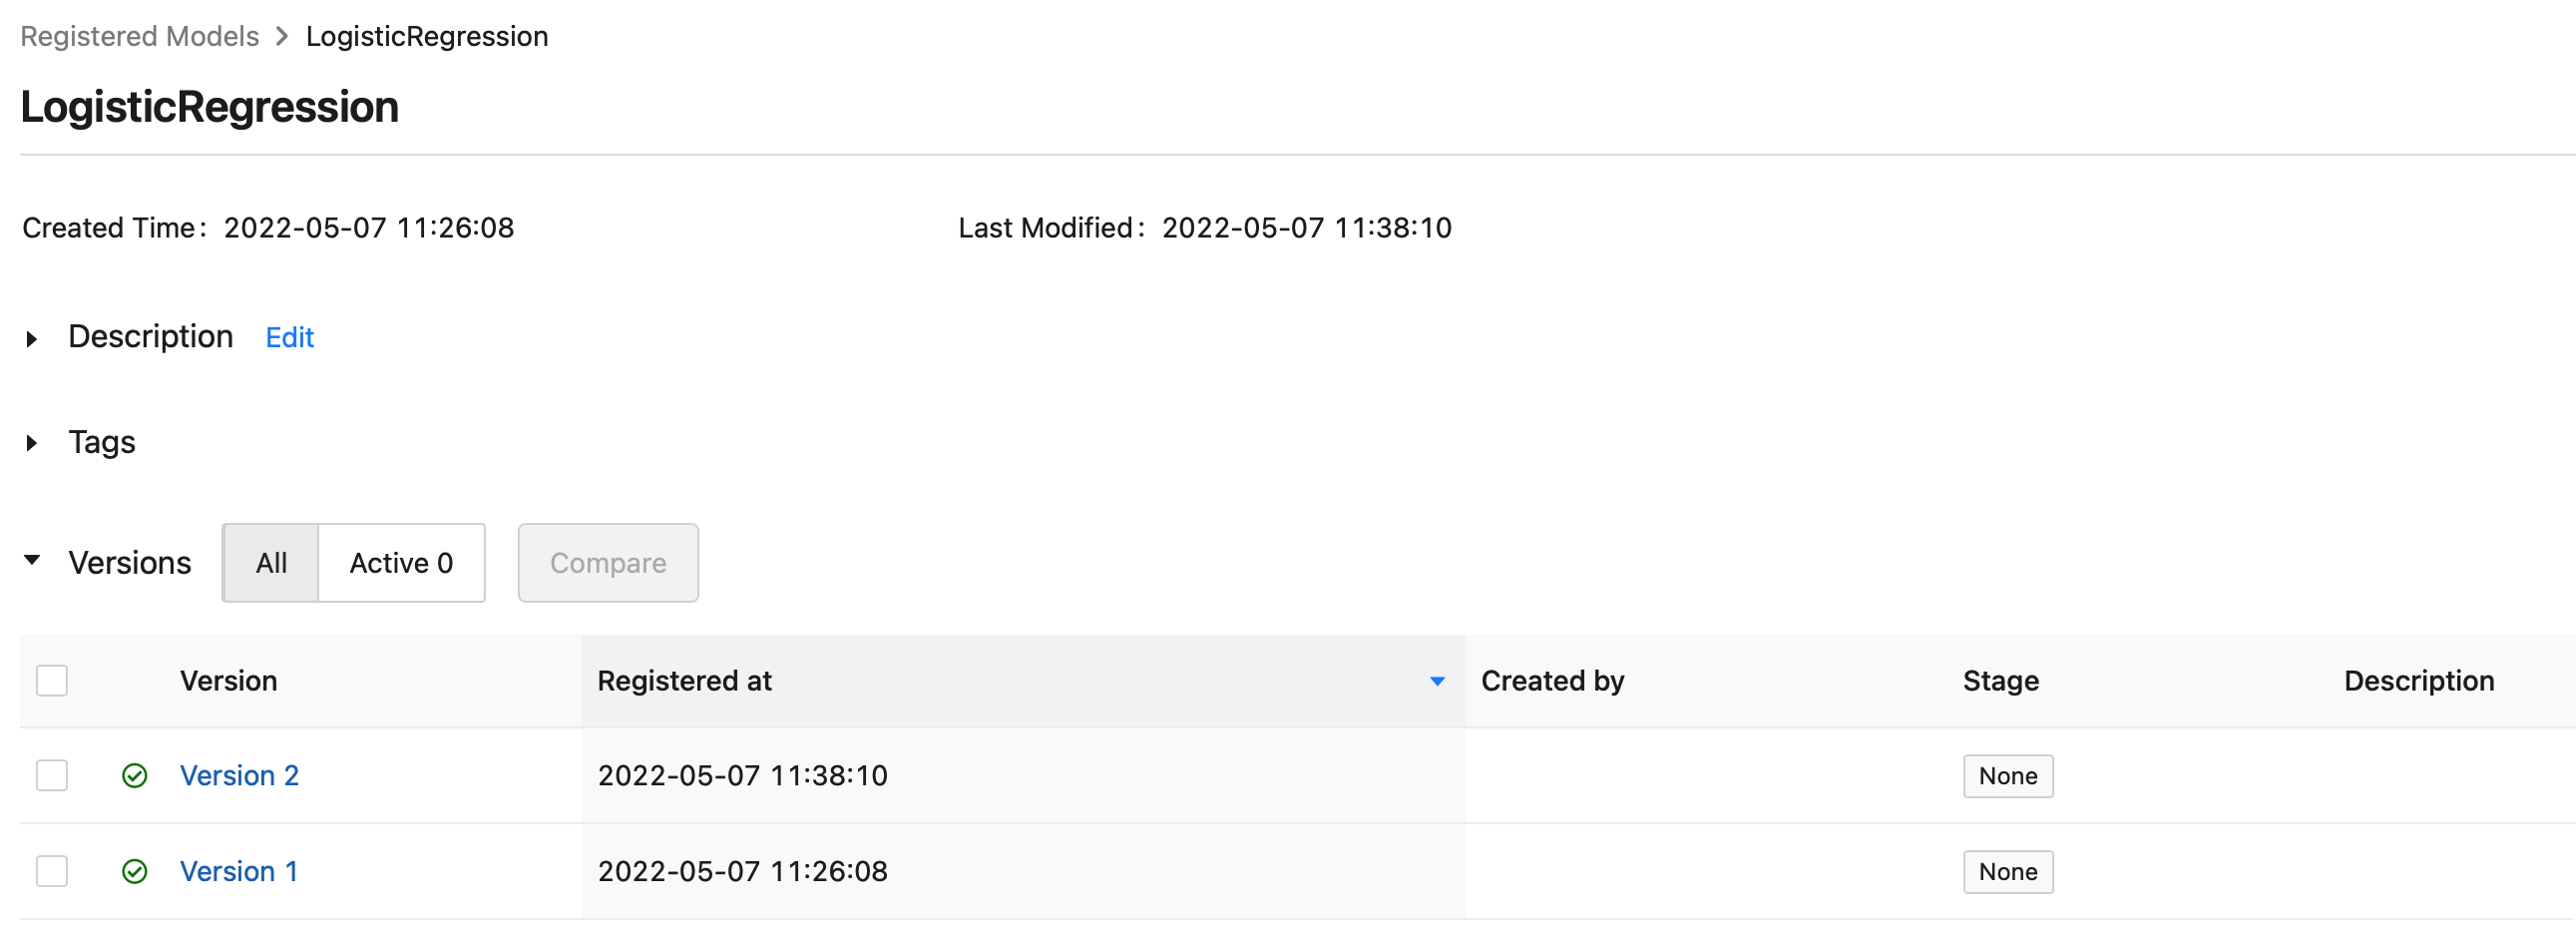 Registered Models > LogisticRegression
LogisticRegression
Created Time: 2022-05-07 11:26:08 Last Modified: 2022-05-07 11:38:10
Description Edit
Tags
Versions All Active 0 Compare
Version Registered at Created by Stage Description
Version 2 2022-05-07 11:38:10 None
Version 1 2022-05-07 11:26:08 None